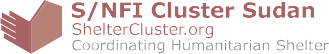 S/NFI Cluster Sudan
ShelterCluster.org
Coordinating Humanitarian Shelter